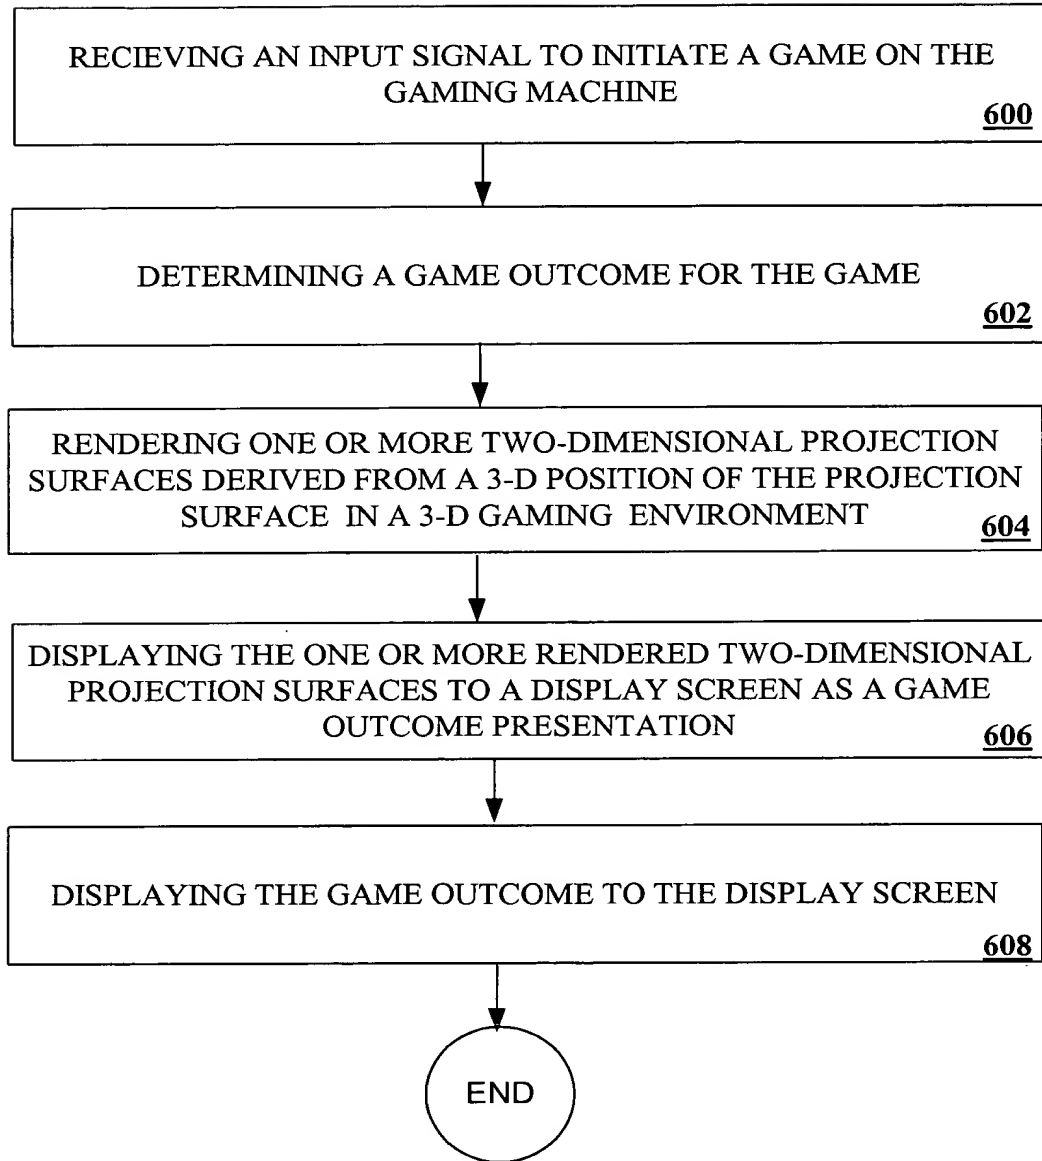 RECIEVING AN INPUT SIGNAL TO INITIATE A GAME ON THE
GAMING MACHINE
600
DETERMINING A GAME OUTCOME FOR THE GAME
602
RENDERING ONE OR MORE TWO-DIMENSIONAL PROJECTION
SURFACES DERIVED FROM A 3-D POSITION OF THE PROJECTION
SURFACE IN A 3-D GAMING ENVIRONMENT
604
DISPLAYING THE ONE OR MORE RENDERED TWO-DIMENSIONAL
PROJECTION SURFACES TO A DISPLAY SCREEN AS A GAME
OUTCOME PRESENTATION
606
DISPLAYING THE GAME OUTCOME TO THE DISPLAY SCREEN
608
END